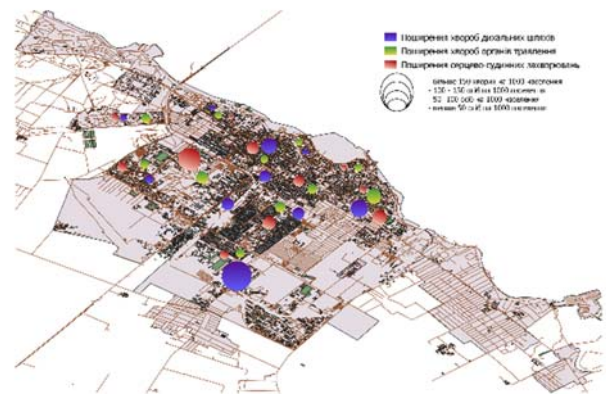 Поширення хвороб дихальних шляхів
Поширення хвороб органів травлення
Поширення серцево-судинних захворювань
- більше 150 хворих на 1000 населення
- 100 - 150 осіб на 1000 населення
- 50 - 100 осіб на 1000 населення
- менше 50 осіб на 1000 населення